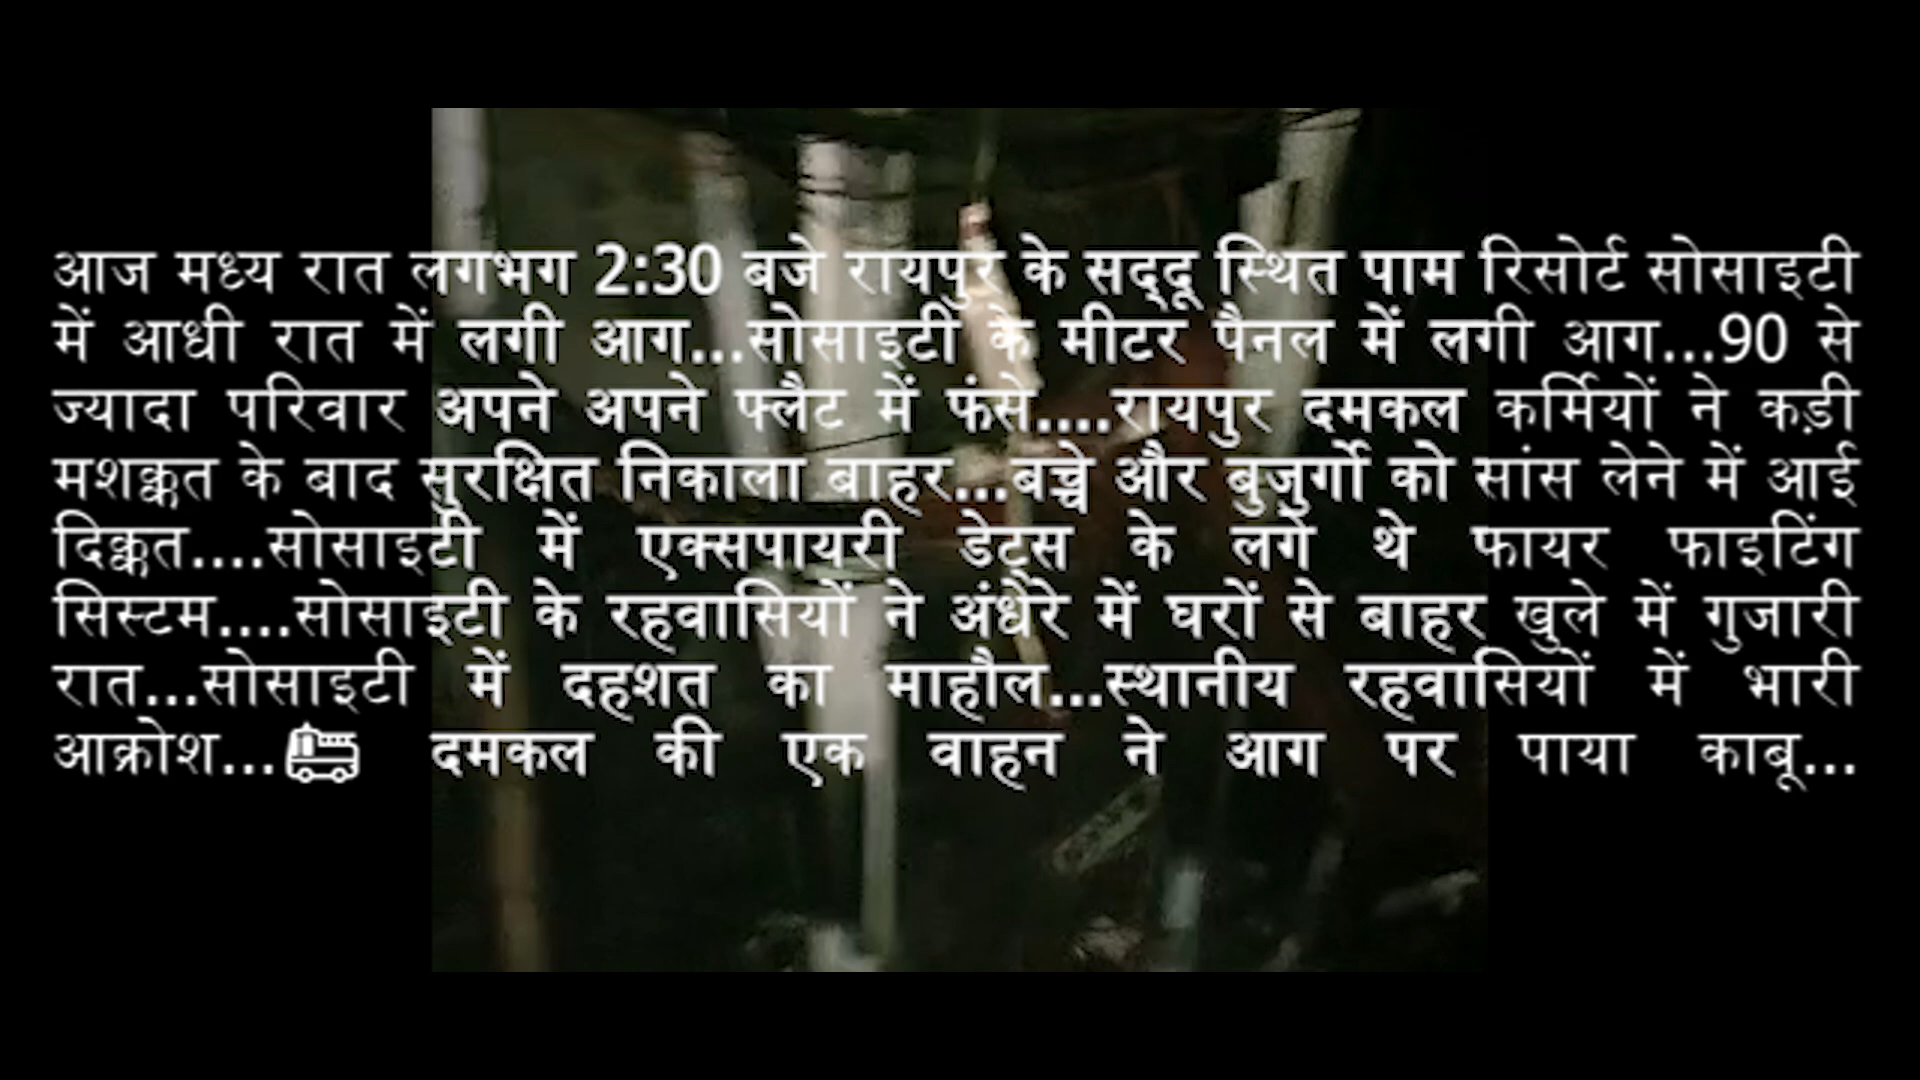 आज मध्य रात लगभग 2:30 बजे रायपुर के सद्दू स्थित पाम रिसोर्ट सोसाइटी
में आधी रात में लगी आग...सोसाइटी के मीटर पैनल में लगी आग...90 से
ज्यादा परिवार अपने अपने फ्लैट में फंसे....रायपुर दमकल कर्मियों ने कड़ी
मशक्कत के बाद सुरक्षित निकाला बाहर...बच्चे और बुजुर्गो को सांस लेने में आई
दिक्कत....सोसाइटी में एक्सपायरी डेट्स के लगे थे फायर फाइटिंग
सिस्टम....सोसाइटी के रहवासियों ने अंधेरे में घरों से बाहर खुले में गुजारी
रात...सोसाइटी में दहशत का माहौल...स्थानीय रहवासियों में भारी
आक्रोश...🚒 दमकल की एक वाहन ने आग पर पाया काबू...